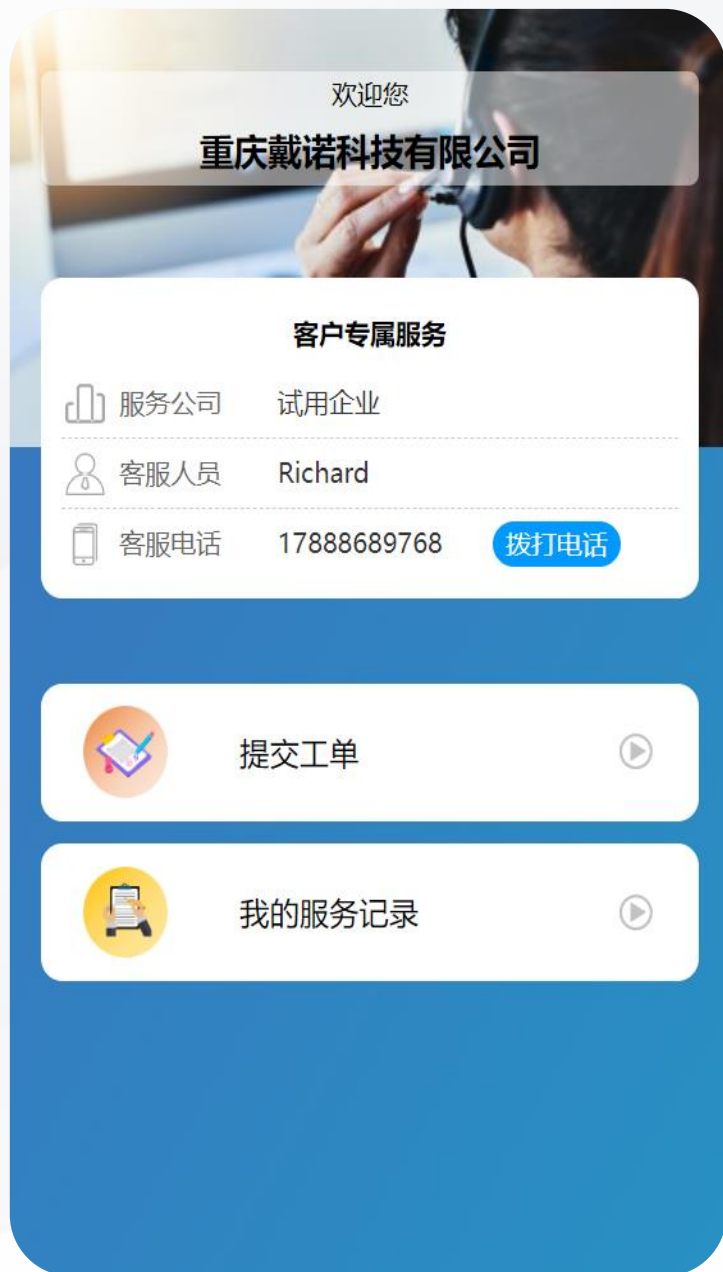 欢迎您
重庆戴诺科技有限公司
客户专属服务
服务公司 试用企业
客服人员 Richard
客服电话 17888689768 拨打电话
提交工单
我的服务记录